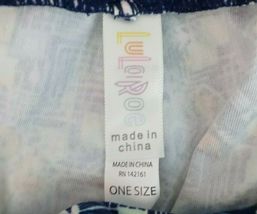 LuLaRoe
made in
china
MADE IN CHINA
RN 142161
ONE SIZE